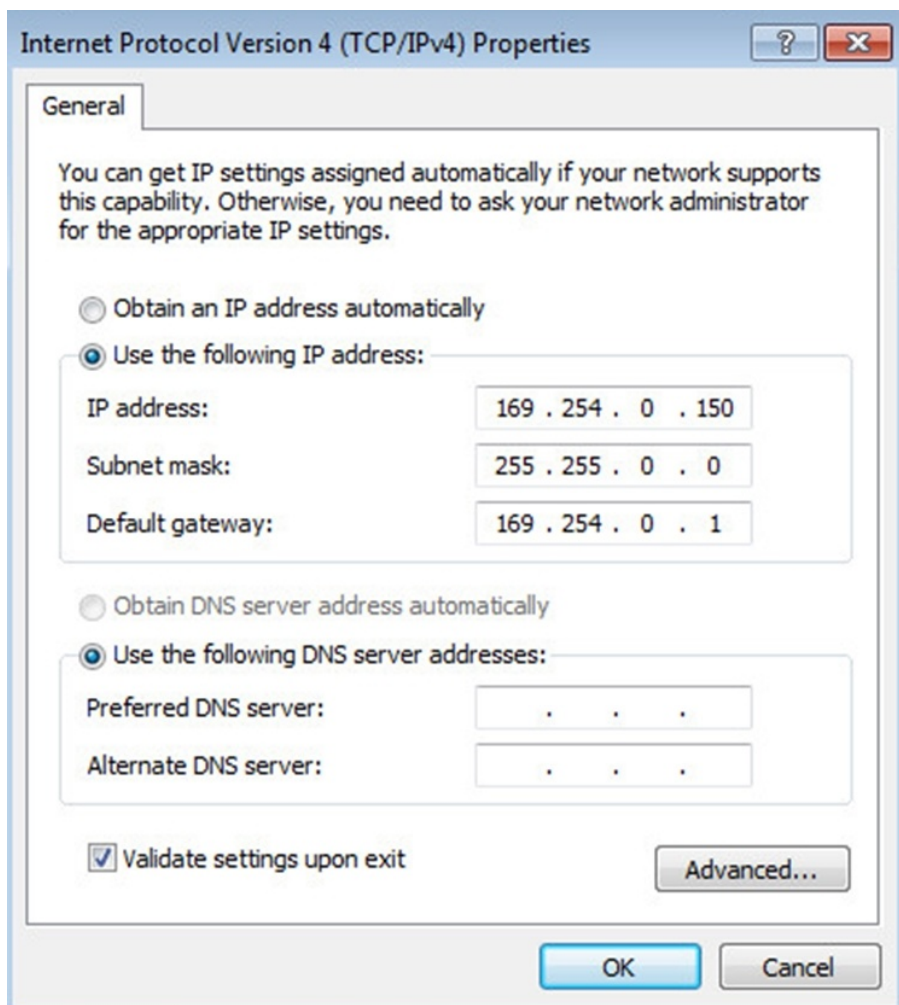 Internet Protocol Version 4 (TCP/IPv4) Properties
?
General
You can get IP settings assigned automatically if your network supports
this capability. Otherwise, you need to ask your network administrator
for the appropriate IP settings.
Obtain an IP address automatically
Use the following IP address:
IP address: 169 . 254 . 0 . 150
Subnet mask: 255 . 255 . 0 . 0
Default gateway: 169 . 254 . 0 . 1
Obtain DNS server address automatically
Use the following DNS server addresses:
Preferred DNS server: . . .
Alternate DNS server: . . .
Validate settings upon exit
Advanced...
OK Cancel